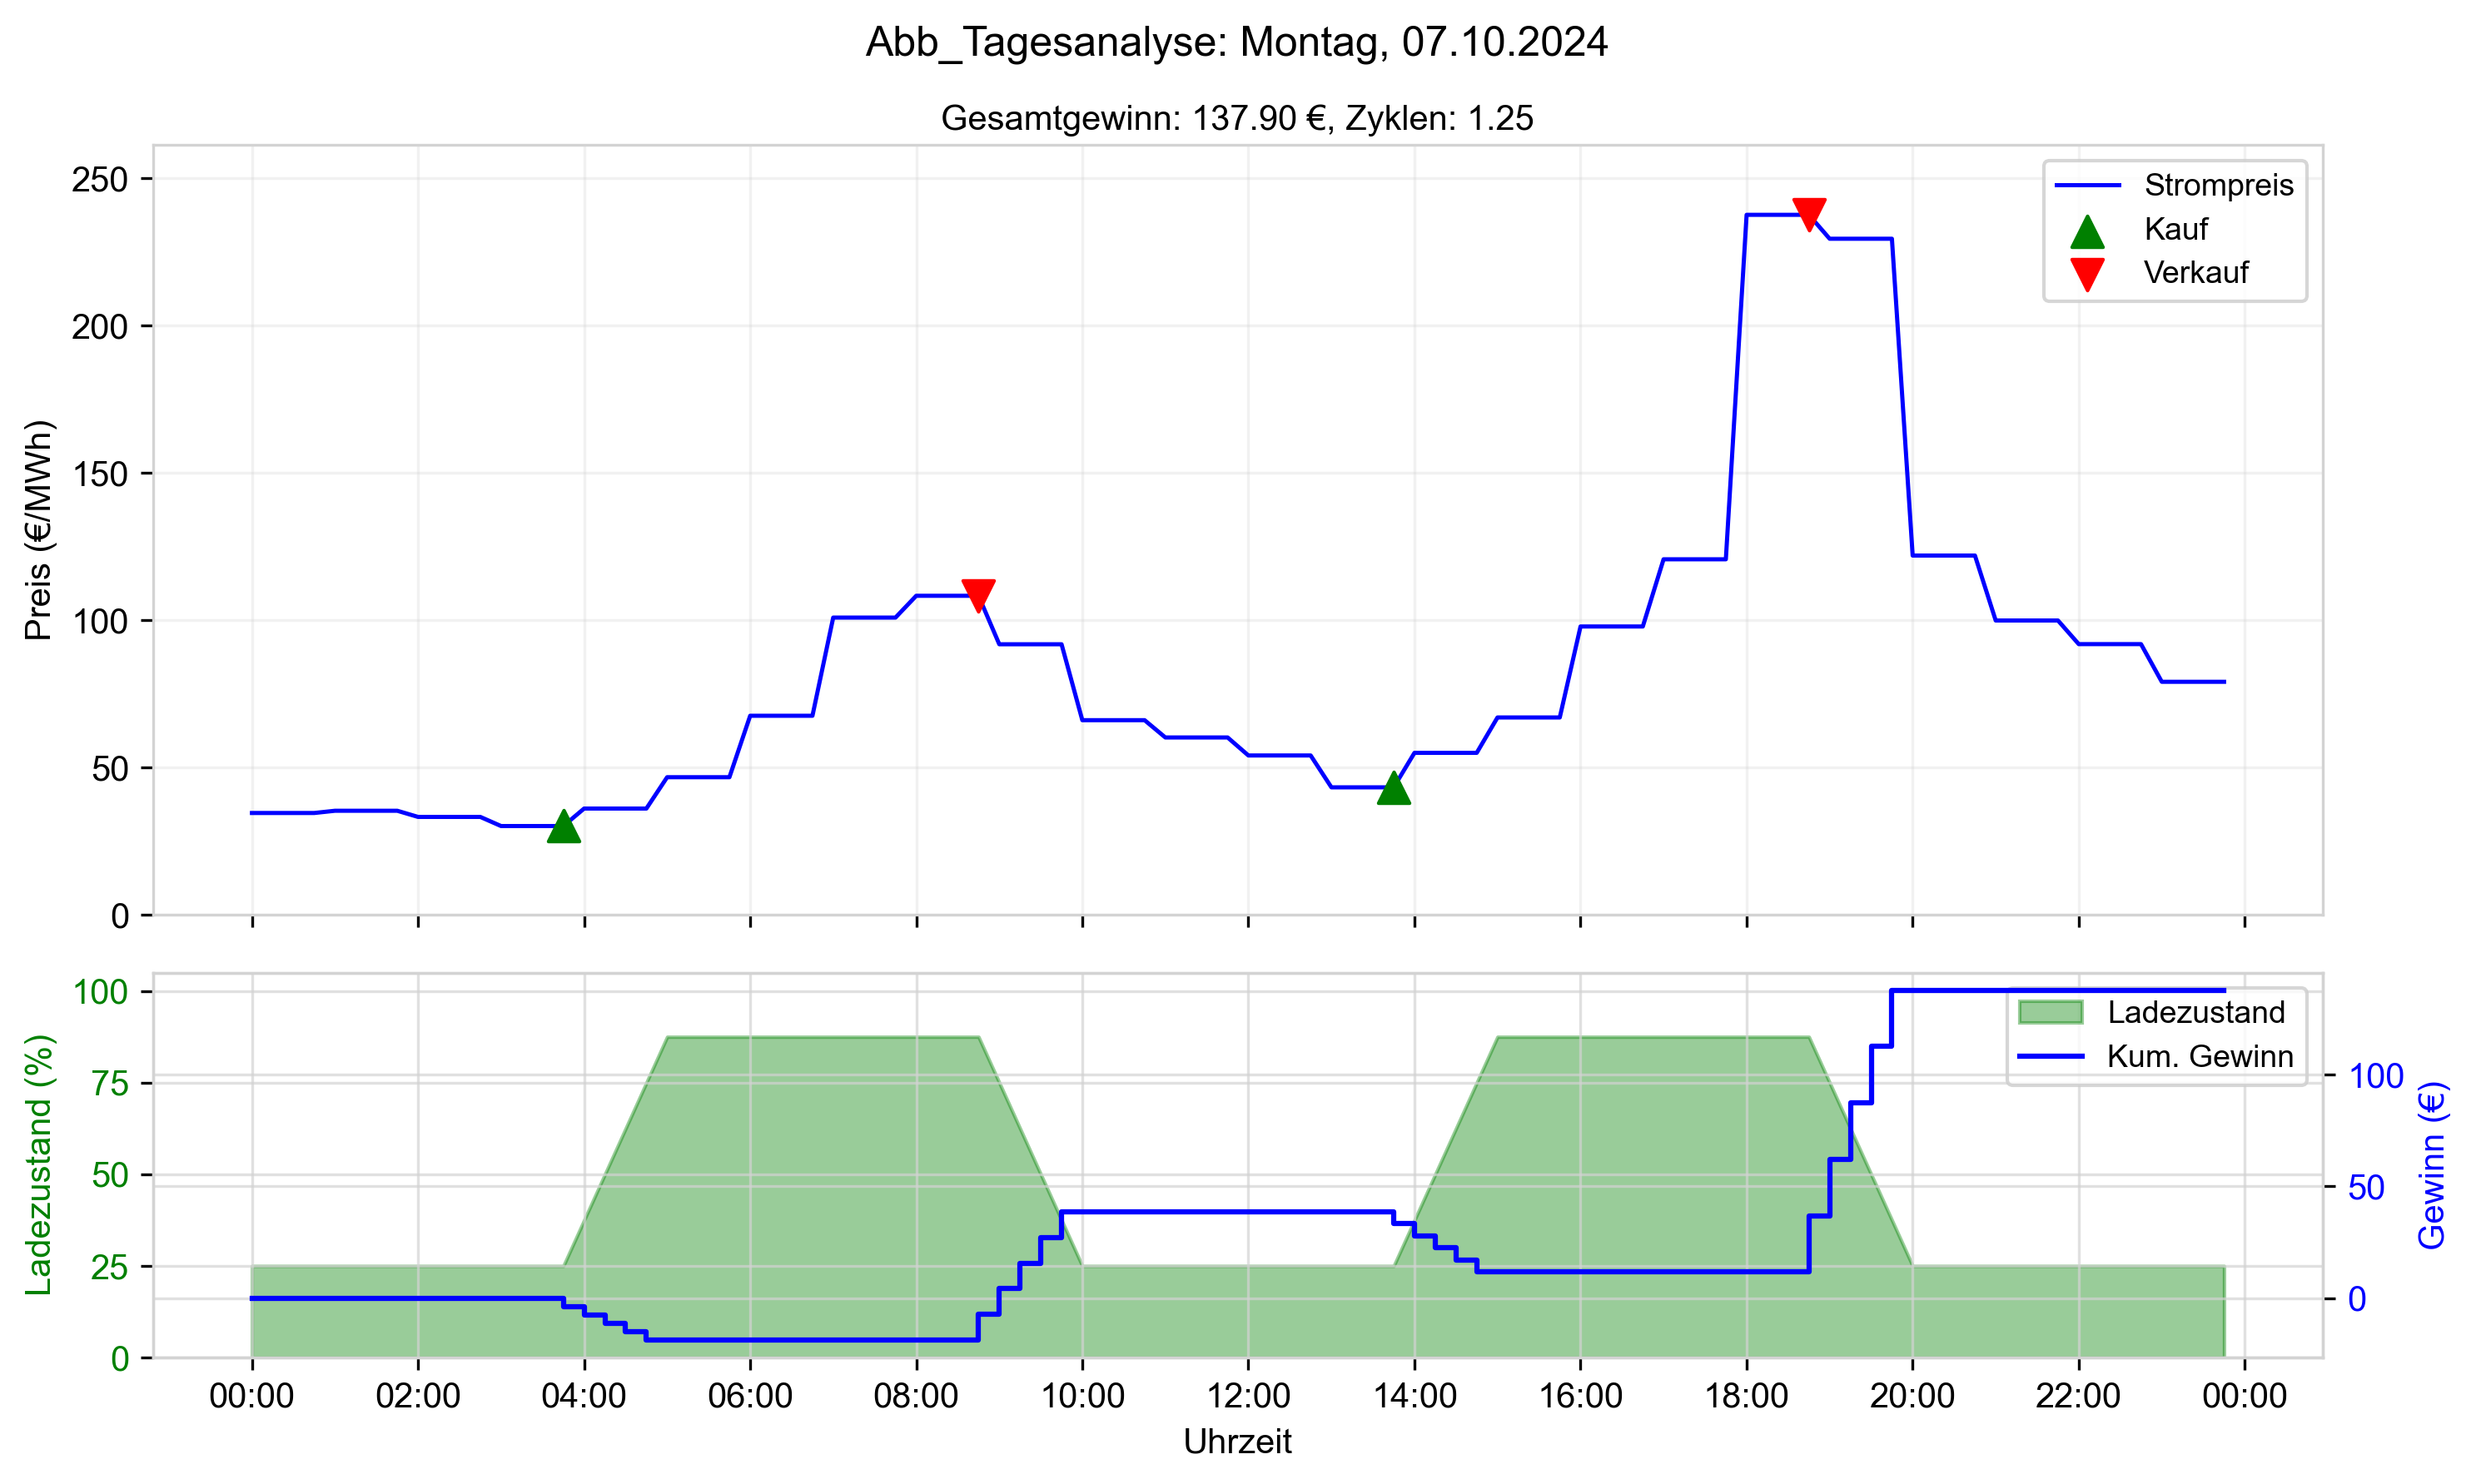 Abb_Tagesanalyse: Montag, 07.10.2024
Gesamtgewinn: 137.90 €, Zyklen: 1.25
Preis (€/MWh)
250
200
150
100
50
0
Strompreis
Kauf
Verkauf
Ladezustand (%)
100
75
50
25
0
Ladezustand
Kum. Gewinn
100
50
0
Gewinn (€)
00:00 02:00 04:00 06:00 08:00 10:00 12:00 14:00 16:00 18:00 20:00 22:00 00:00
Uhrzeit